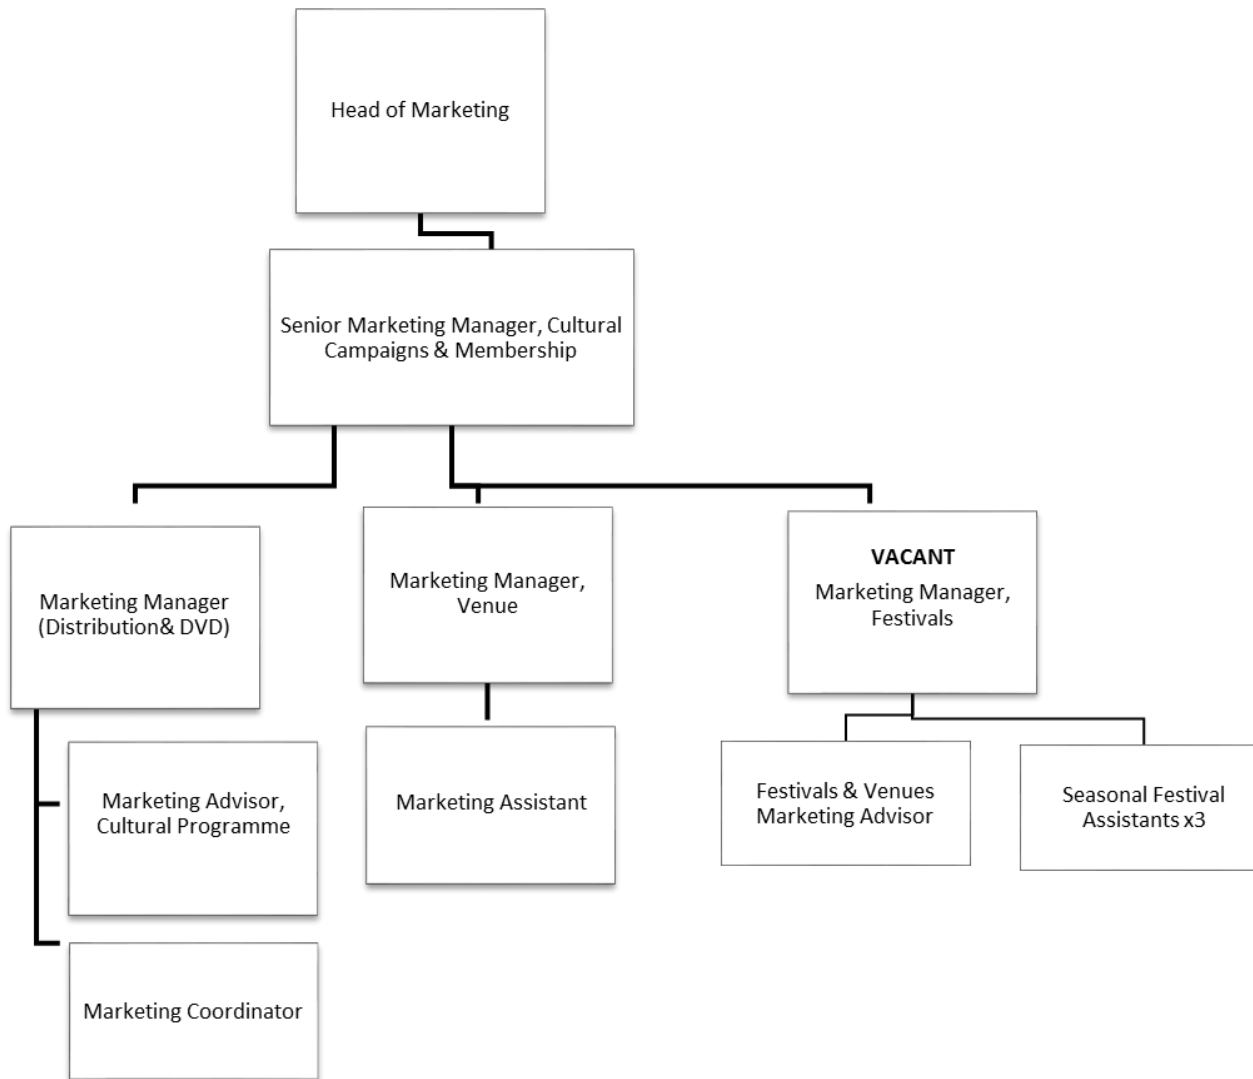 Head of Marketing
Senior Marketing Manager, Cultural
Campaigns & Membership
Marketing Manager
(Distribution& DVD)
Marketing Manager,
Venue
VACANT
Marketing Manager,
Festivals
Marketing Advisor,
Cultural Programme
Marketing Assistant
Festivals & Venues
Marketing Advisor
Seasonal Festival
Assistants x3
Marketing Coordinator